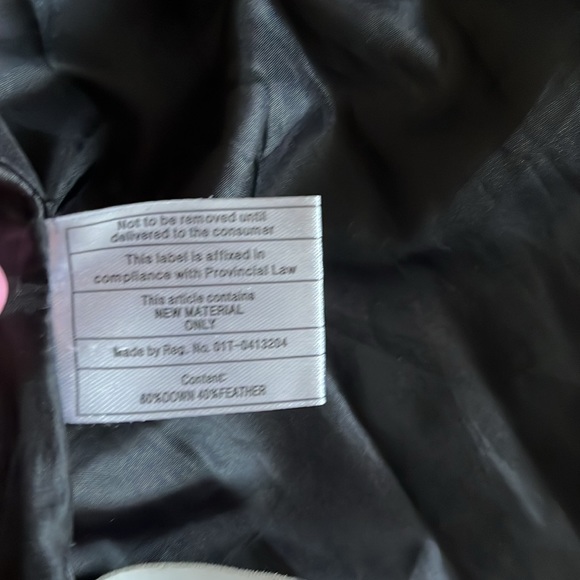 Not to be removed until
delivered to the consumer
This label is affixed in
compliance with Provincial Law
This article contains
NEW MATERIAL
ONLY
Made by Reg. No. 01T-0413204
Content:
60%DOWN 40%FEATHER